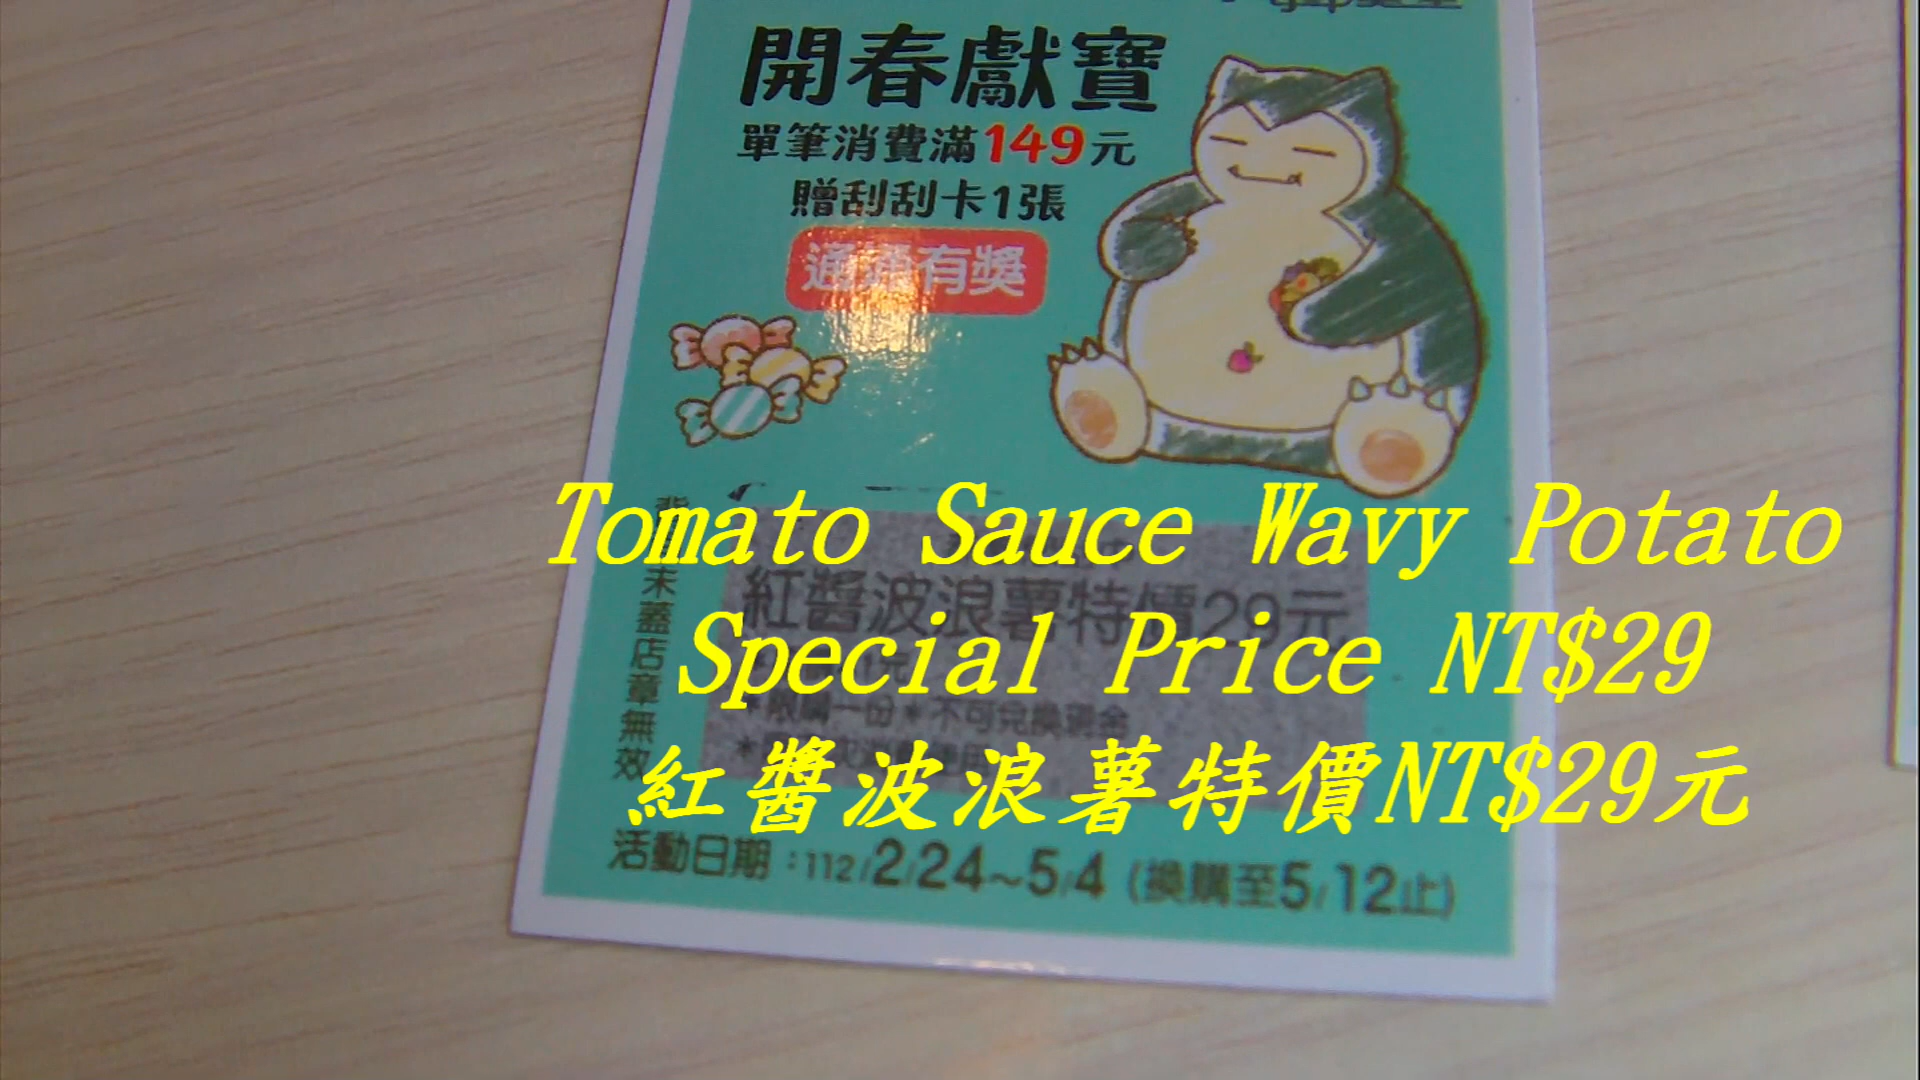 開春獻寶
單筆消費滿149元
贈刮刮卡1張
通通有獎
Tomato Sauce Wavy Potato
紅醬波浪薯特價29元
Special Price NT$29
*限購一份*不可兌換現金
紅醬波浪薯特價NT$29元
未蓋店章無效
活動日期:112/2/24~5/4(換購至5/12止)